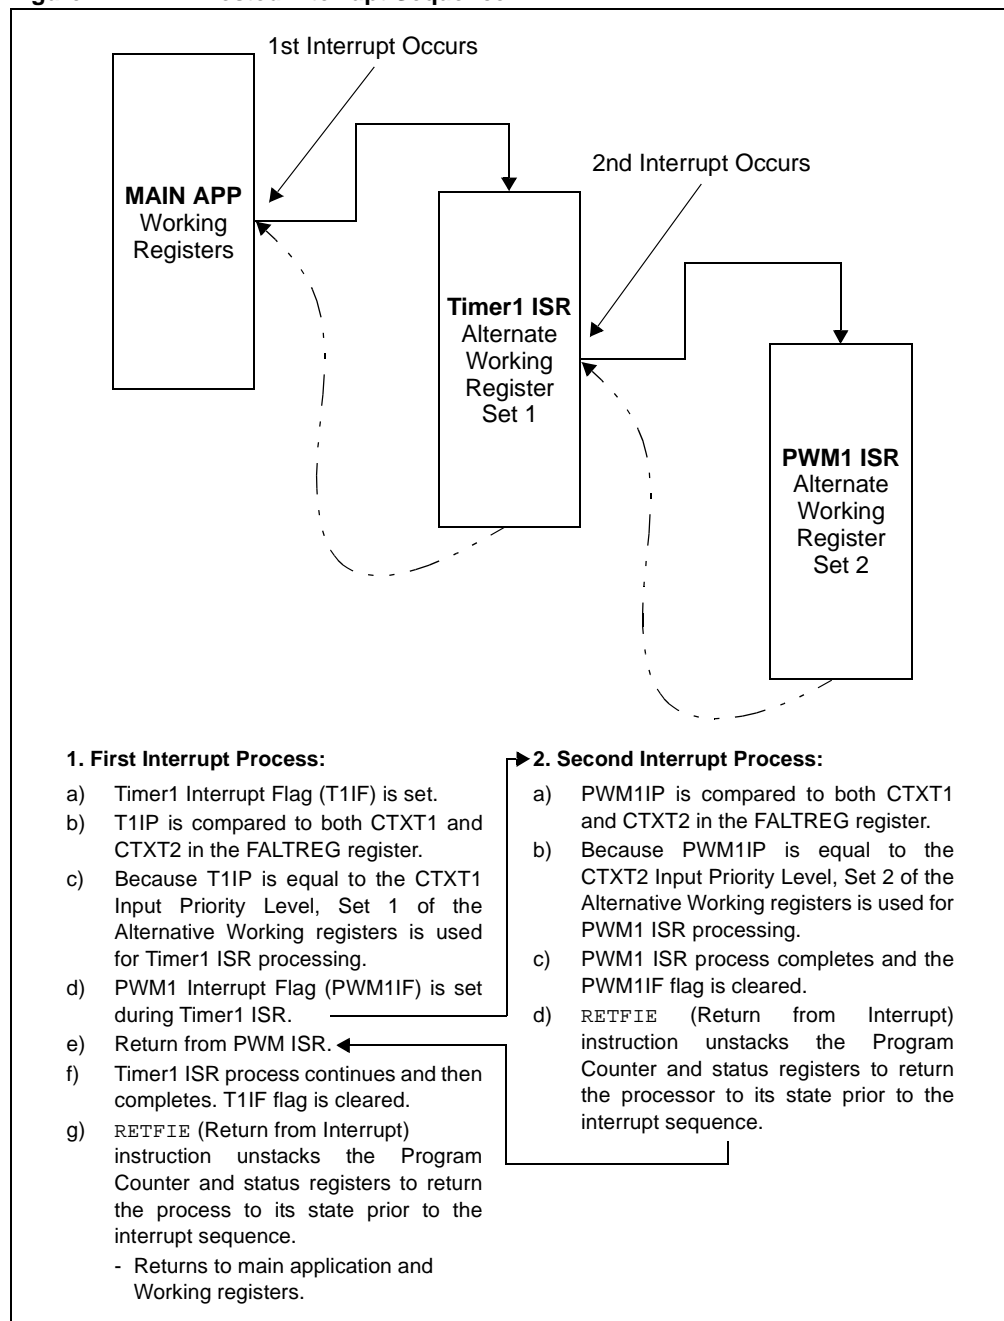 1st Interrupt Occurs
MAIN APP
Working
Registers
2nd Interrupt Occurs
Timer1 ISR
Alternate
Working
Register
Set 1
PWM1 ISR
Alternate
Working
Register
Set 2
1. First Interrupt Process:
a) Timer1 Interrupt Flag (T1IF) is set.
b) T1IP is compared to both CTXT1 and
CTXT2 in the FALTREG register.
c) Because T1IP is equal to the CTXT1
Input Priority Level, Set 1 of the
Alternative Working registers is used
for Timer1 ISR processing.
d) PWM1 Interrupt Flag (PWM1IF) is set
during Timer1 ISR.
e) Return from PWM ISR.
f) Timer1 ISR process continues and then
completes. T1IF flag is cleared.
g) RETFIE (Return from Interrupt)
instruction unstacks the Program
Counter and status registers to return
the process to its state prior to the
interrupt sequence.
- Returns to main application and
Working registers.
2. Second Interrupt Process:
a) PWM1IP is compared to both CTXT1
and CTXT2 in the FALTREG register.
b) Because PWM1IP is equal to the
CTXT2 Input Priority Level, Set 2 of the
Alternative Working registers is used for
PWM1 ISR processing.
c) PWM1 ISR process completes and the
PWM1IF flag is cleared.
d) RETFIE (Return from Interrupt)
instruction unstacks the Program
Counter and status registers to return
the processor to its state prior to the
interrupt sequence.